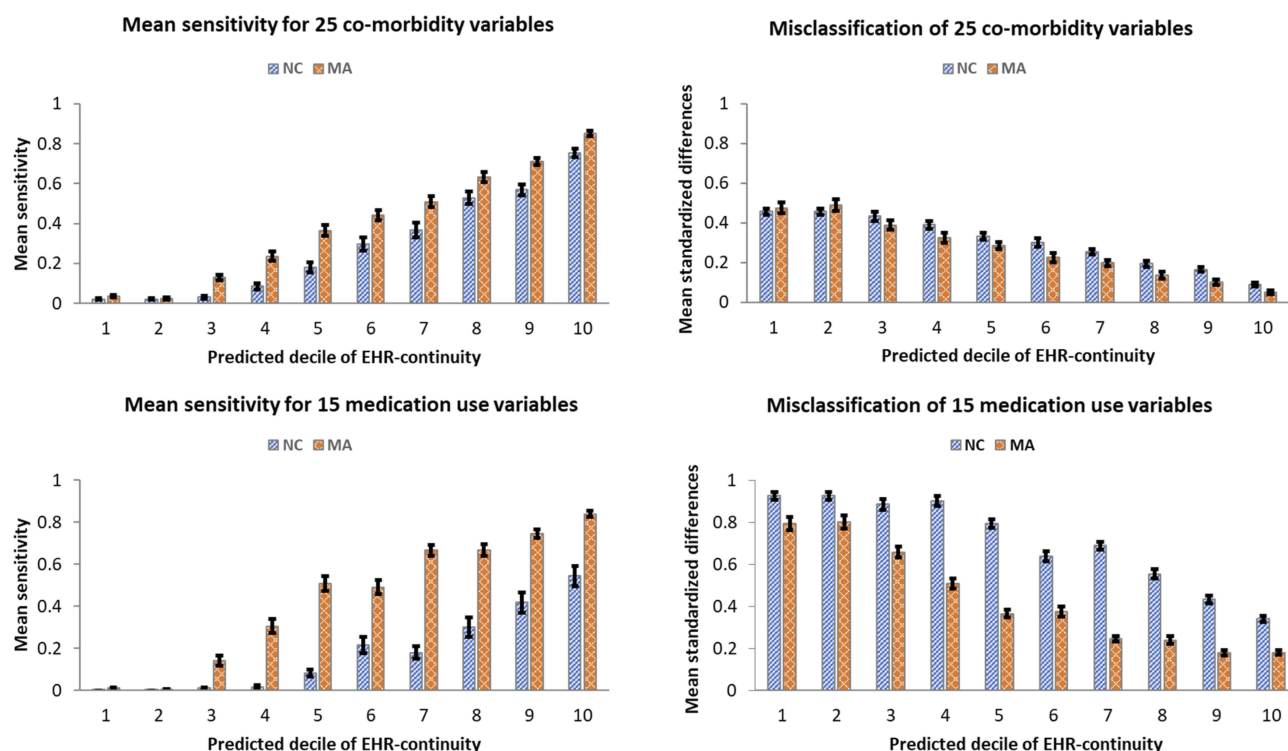 Mean sensitivity for 25 co-morbidity variables
NC MA
Mean sensitivity
1
0.8
0.6
0.4
0.2
0
1 2 3 4 5 6 7 8 9 10
Predicted decile of EHR-continuity
Misclassification of 25 co-morbidity variables
NC MA
Mean standardized differences
1
0.8
0.6
0.4
0.2
0
1 2 3 4 5 6 7 8 9 10
Predicted decile of EHR-continuity
Mean sensitivity for 15 medication use variables
NC MA
Mean sensitivity
1
0.8
0.6
0.4
0.2
0
1 2 3 4 5 6 7 8 9 10
Predicted decile of EHR-continuity
Misclassification of 15 medication use variables
NC MA
Mean standardized differences
1
0.8
0.6
0.4
0.2
0
1 2 3 4 5 6 7 8 9 10
Predicted decile of EHR-continuity